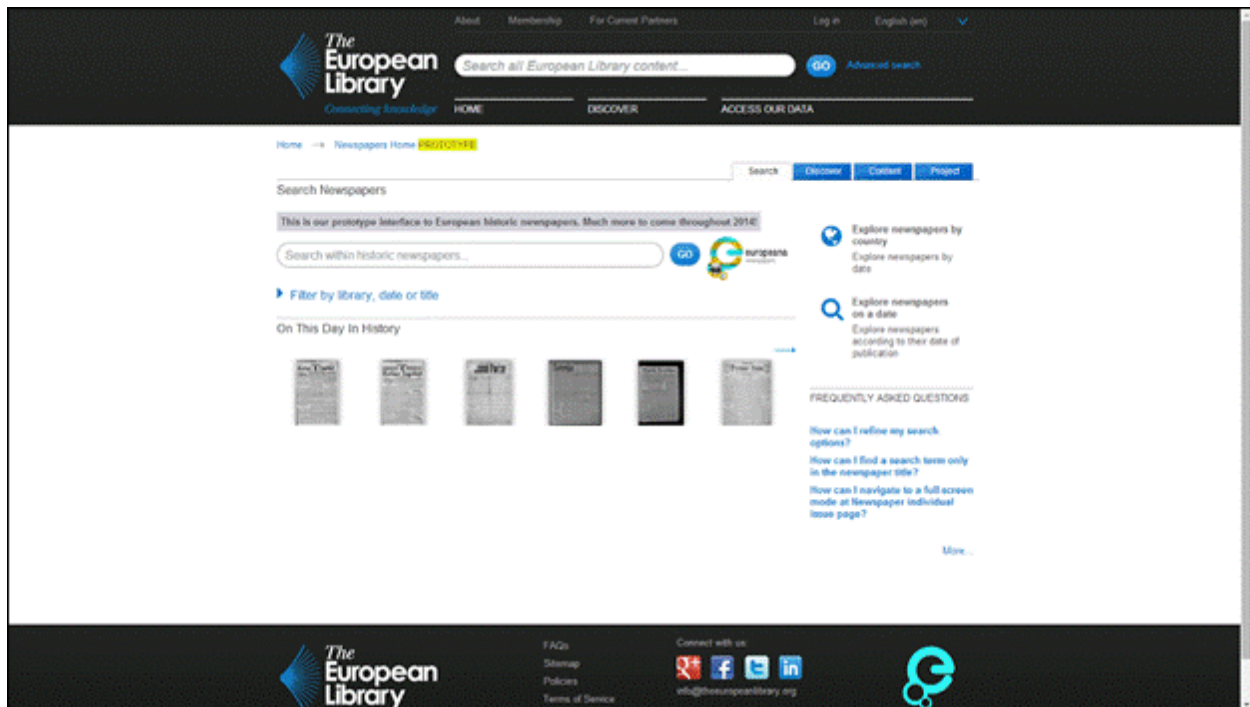 About Membership For Current Partners Log in English (en)
The
European
Library
Connecting knowledge
Search all European Library content...
GO
Advanced search
HOME DISCOVER ACCESS OUR DATA
Home → Newspapers Home PROTOTYPE
Search Discover Content Project
Search Newspapers
This is our prototype interface to European historic newspapers. Much more to come throughout 2014!
Search within historic newspapers...
GO
europeana
newspapers
Filter by library, date or title
On This Day In History
Explore newspapers by
country
Explore newspapers by
date
Explore newspapers
on a date
Explore newspapers
according to their date of
publication
FREQUENTLY ASKED QUESTIONS
How can I refine my search
options?
How can I find a search term only
in the newspaper title?
How can I navigate to a full screen
mode at Newspaper individual
issue page?
More...
The
European
Library
FAQs
Sitemap
Policies
Terms of Service
Connect with us:
info@theeuropeanlibrary.org